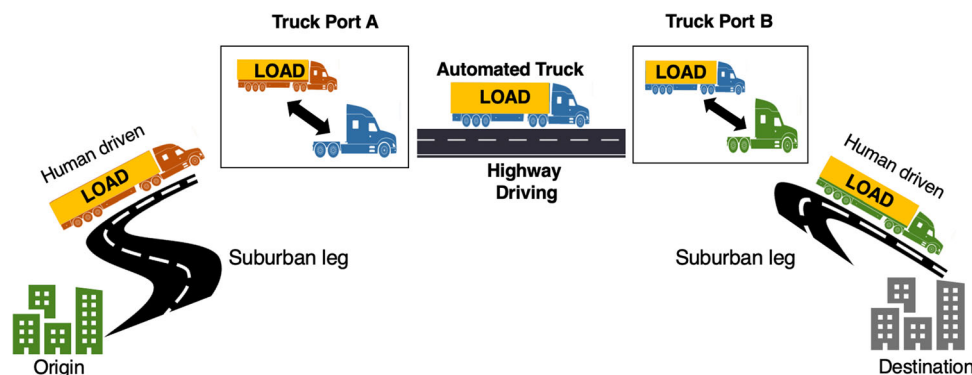 Truck Port A
Truck Port B
LOAD
Automated Truck
LOAD
LOAD
Human driven
LOAD
Highway
Driving
Human driven
LOAD
Suburban leg
Suburban leg
Origin
Destination